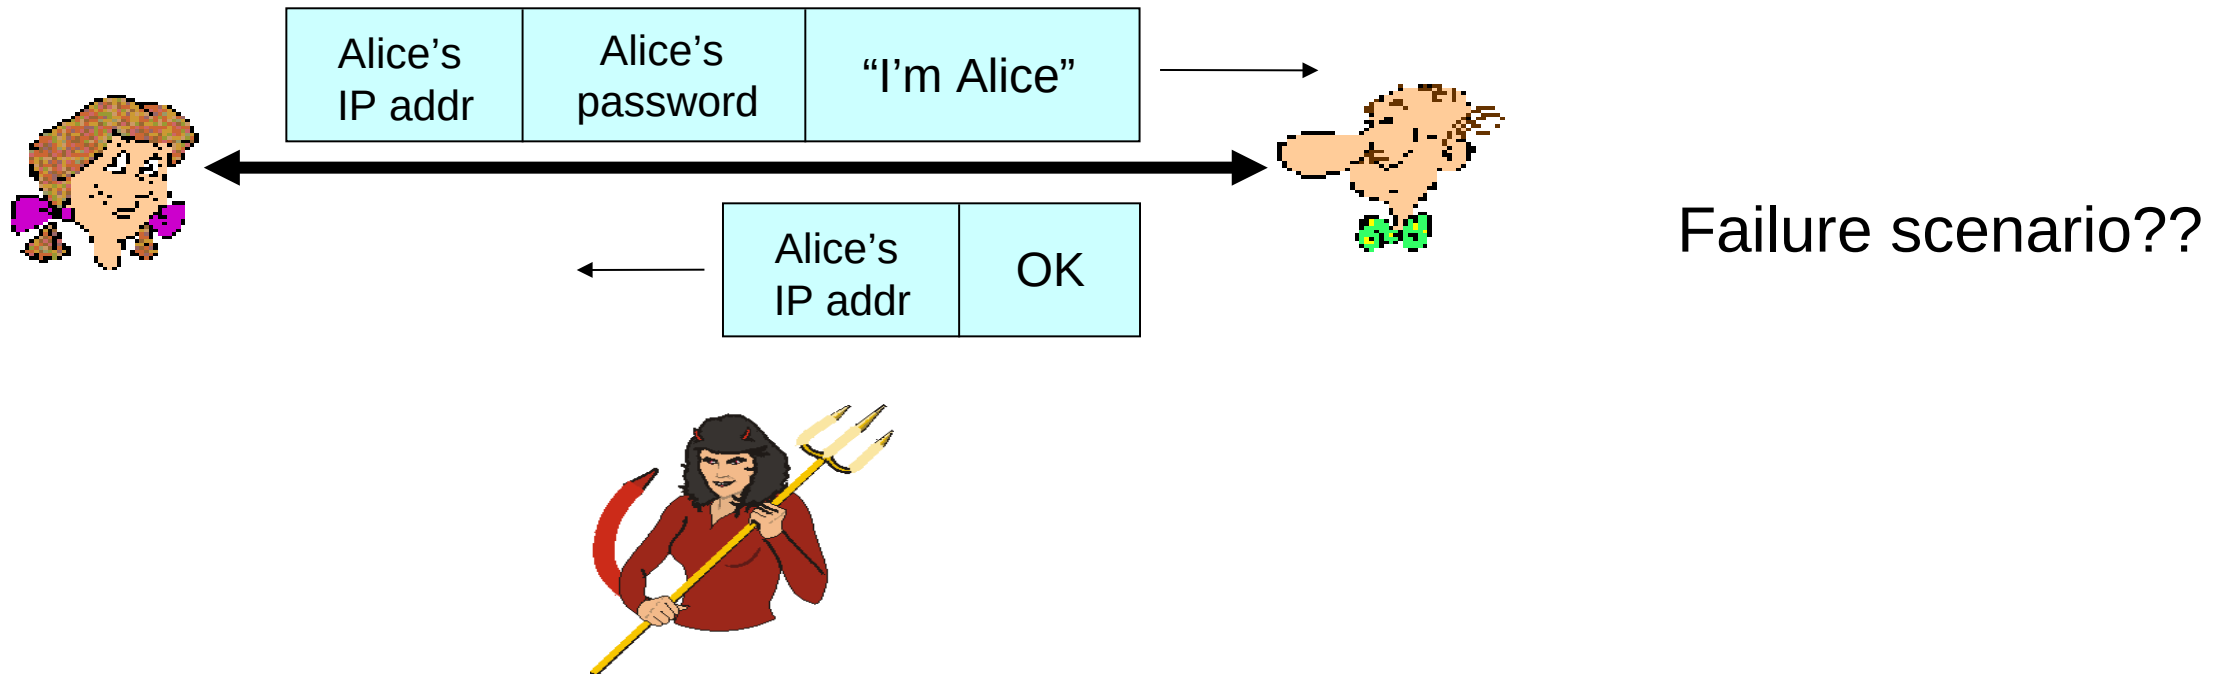 Alice’s
IP addr
Alice’s
password
“I’m Alice”
Alice’s
IP addr
OK
Failure scenario??